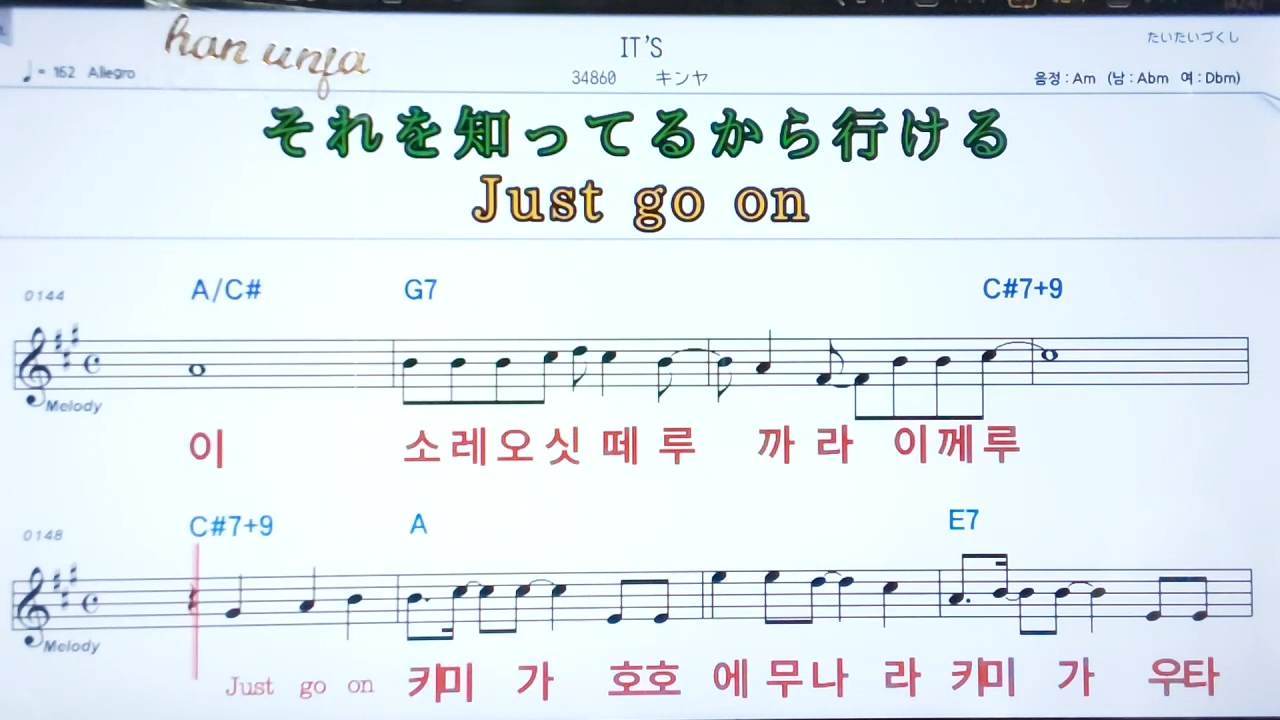 han unja
IT'S
たいたいづくし
♩= 162 Allegro
34860 キンヤ
음정:Am (남:Abm 여:Dbm)
それを知ってるから行ける
Just go on
0144 A/C# G7 C#7+9
Melody
이 소레오싯떼루 까라 이께루
0148 C#7+9 A E7
Melody
Just go on 키미 가 호호 에무나 라 키미 가 우타